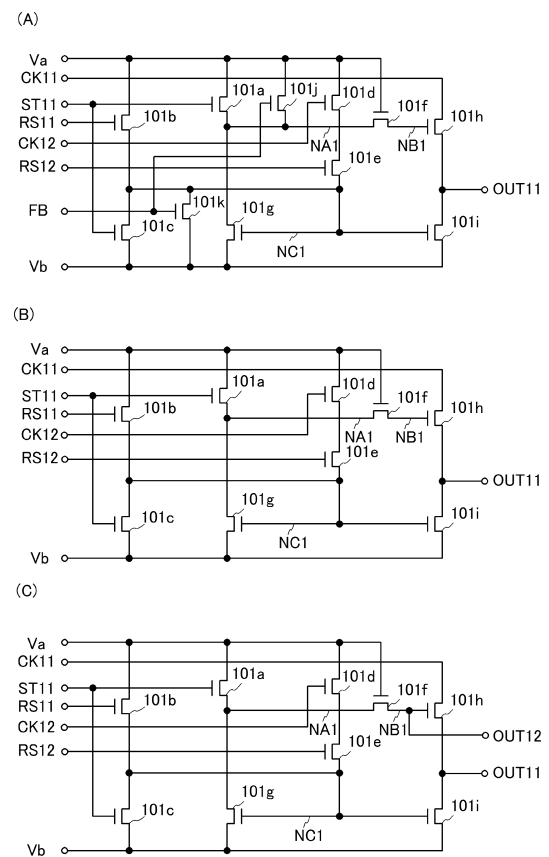 (A)
Va
CK11
ST11
RS11
CK12
RS12
FB
Vb
101a
101j
101d
101b
101f
101h
NA1
NB1
101e
OUT11
101k
101g
101c
101i
NC1
(B)
Va
CK11
ST11
RS11
CK12
RS12
Vb
101a
101d
101b
101f
101h
NA1
NB1
101e
OUT11
101g
101c
101i
NC1
(C)
Va
CK11
ST11
RS11
CK12
RS12
Vb
101a
101d
101b
101f
101h
NA1
NB1
OUT12
101e
OUT11
101g
101c
101i
NC1